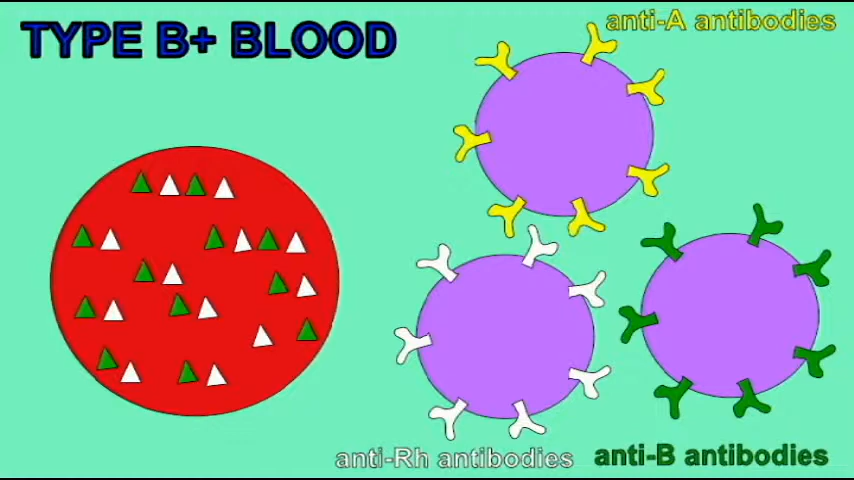 TYPE B+ BLOOD
anti-A antibodies
anti-Rh antibodies
anti-B antibodies